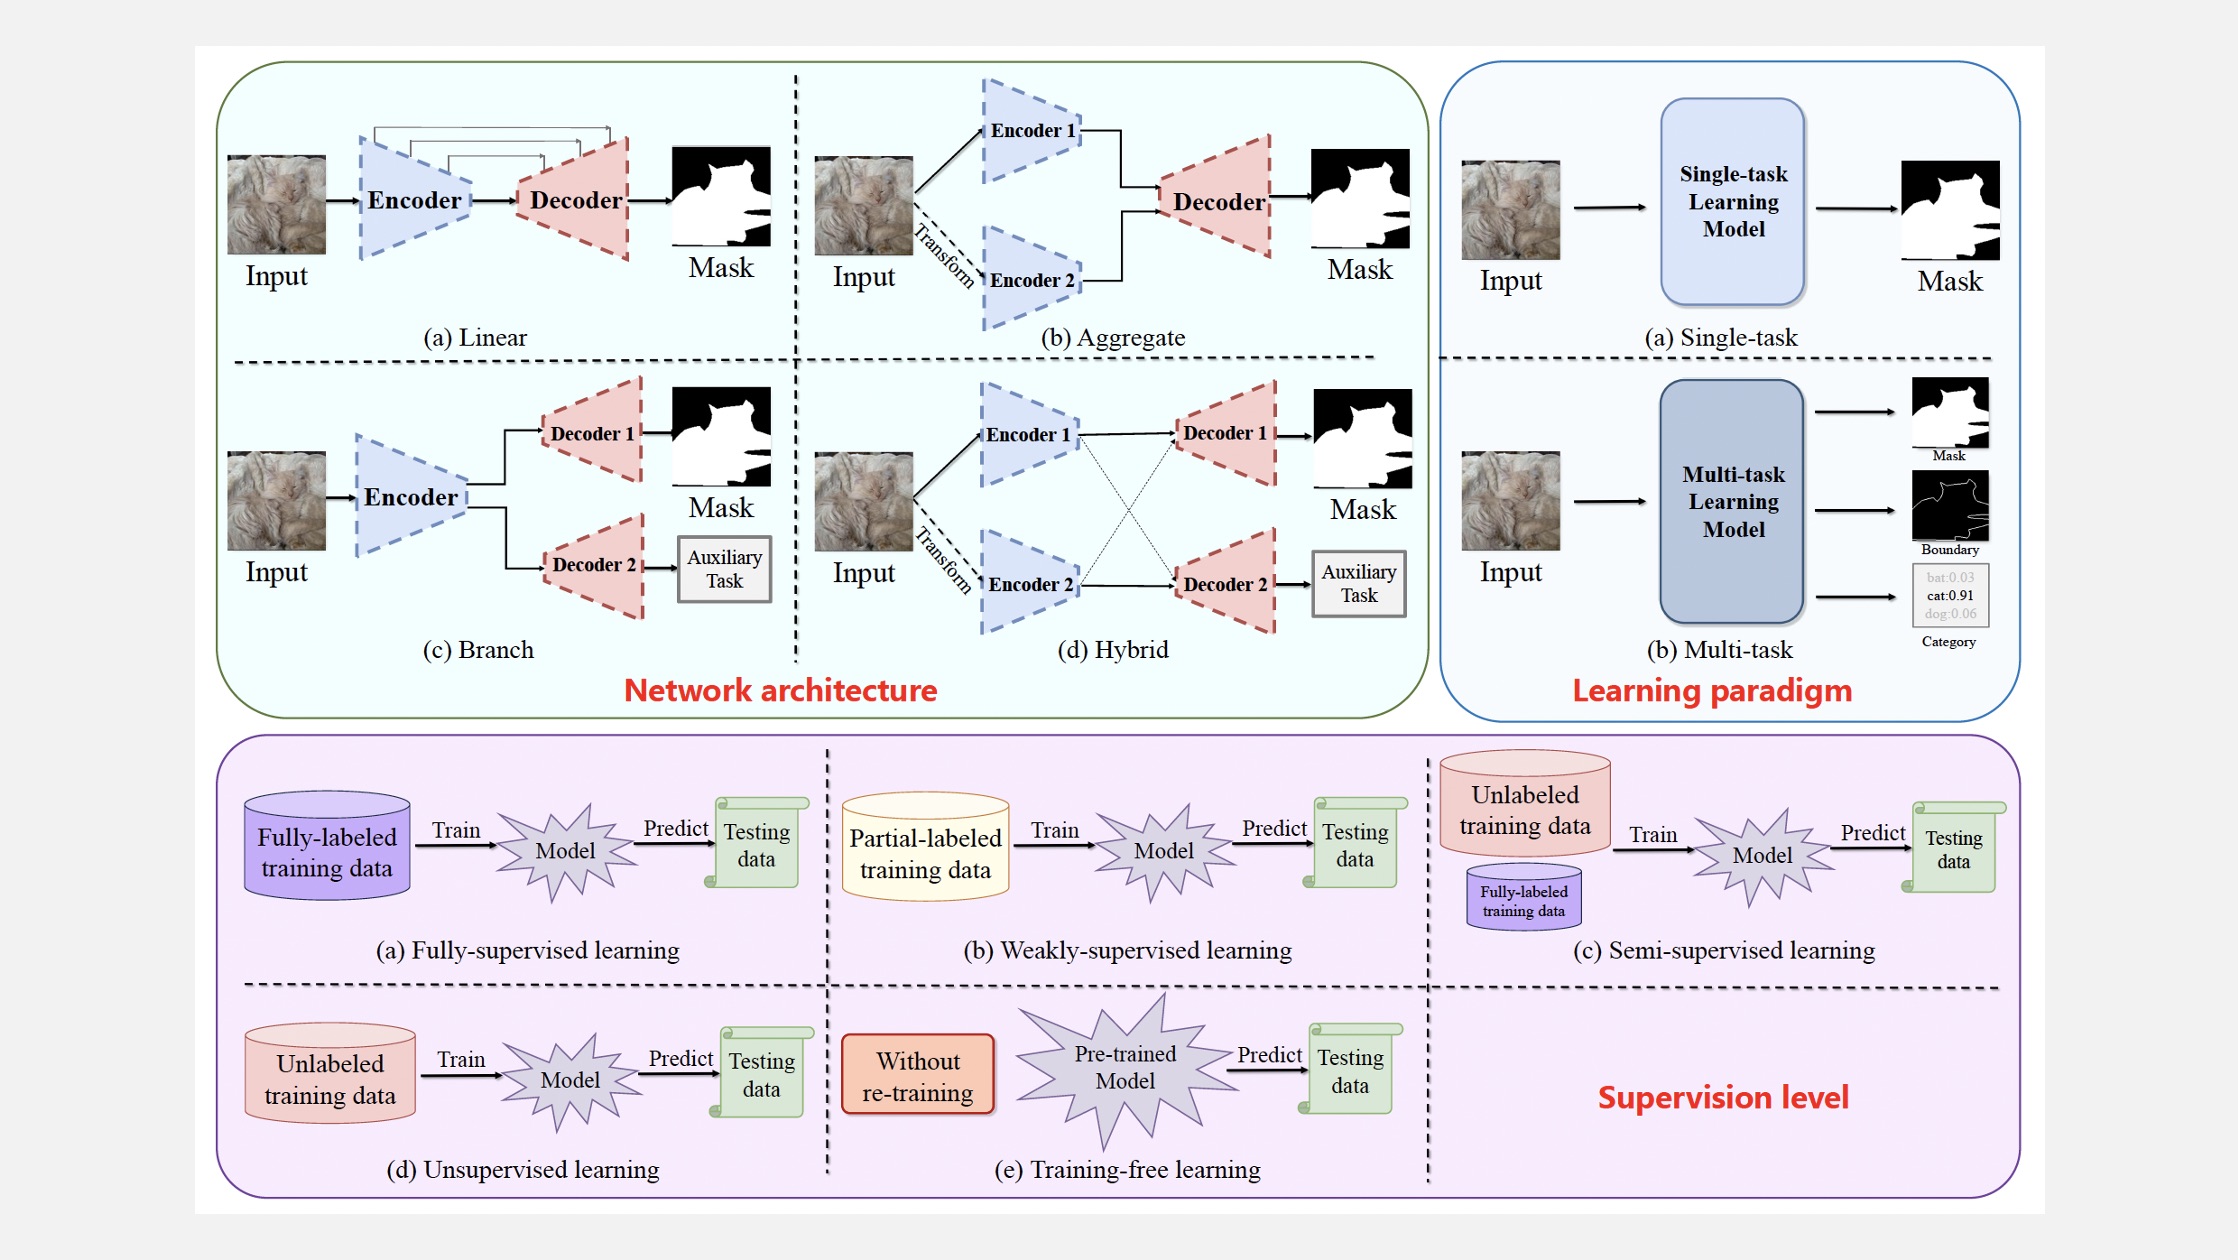 Encoder
Decoder
Input
Mask
(a) Linear
Encoder 1
Transform
Encoder 2
Decoder
Input
Mask
(b) Aggregate
Encoder
Decoder 1
Decoder 2
Input
Mask
Auxiliary
Task
(c) Branch
Encoder 1
Transform
Encoder 2
Decoder 1
Decoder 2
Input
Mask
Auxiliary
Task
(d) Hybrid
Network architecture
Single-task
Learning
Model
Input
Mask
(a) Single-task
Multi-task
Learning
Model
Input
Mask
Boundary
bat:0.03
cat:0.91
dog:0.06
Category
(b) Multi-task
Learning paradigm
Fully-labeled
training data
Train
Model
Predict
Testing
data
(a) Fully-supervised learning
Partial-labeled
training data
Train
Model
Predict
Testing
data
(b) Weakly-supervised learning
Unlabeled
training data
Fully-labeled
training data
Train
Model
Predict
Testing
data
(c) Semi-supervised learning
Unlabeled
training data
Train
Model
Predict
Testing
data
(d) Unsupervised learning
Without
re-training
Pre-trained
Model
Predict
Testing
data
(e) Training-free learning
Supervision level